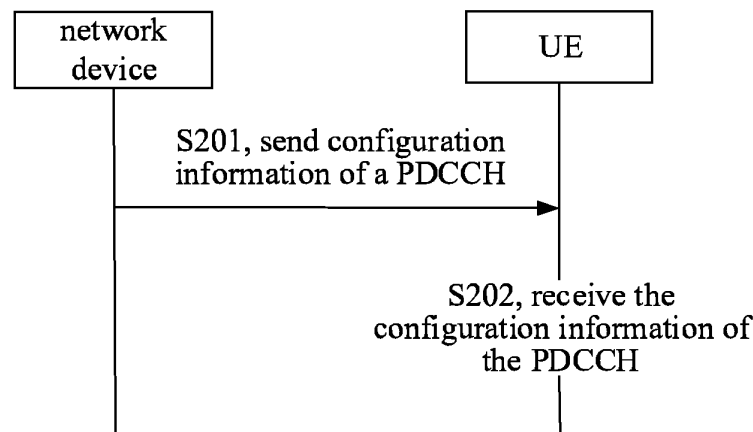 network
device
UE
S201, send configuration
information of a PDCCH
S202, receive the
configuration information of
the PDCCH